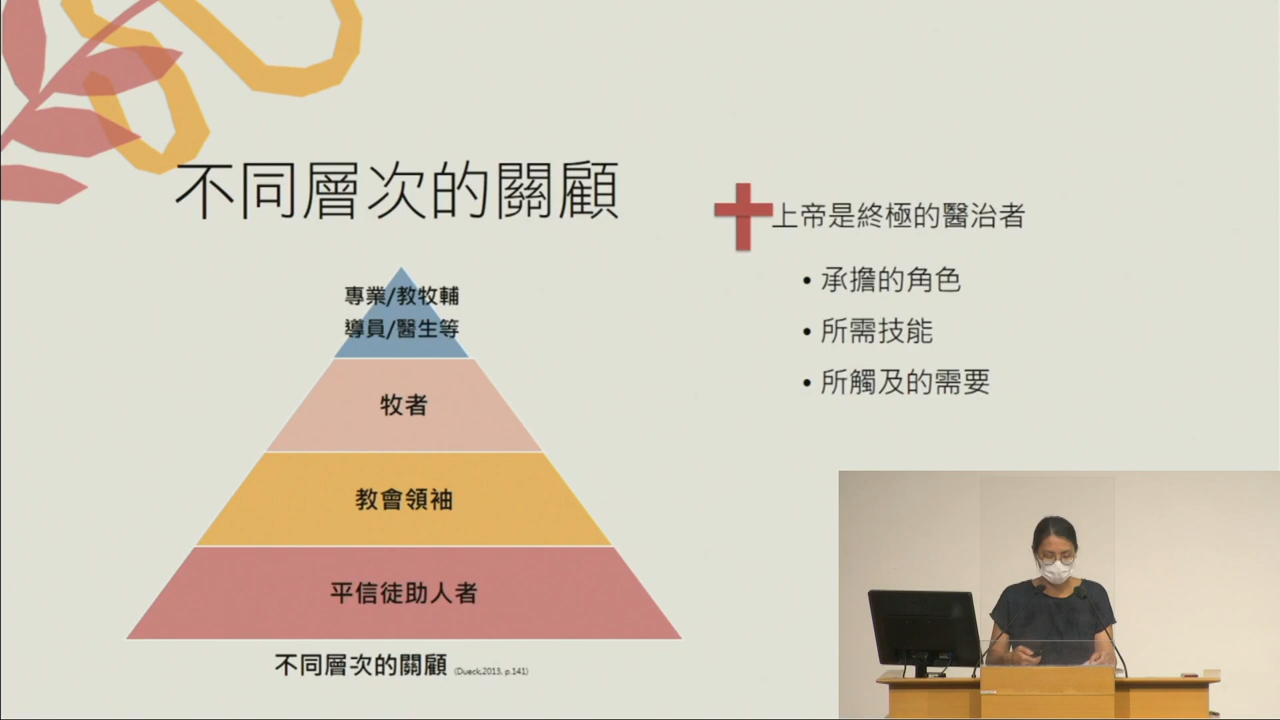 不同層次的關顧
專業/教牧輔
導員/醫生等
牧者
教會領袖
平信徒助人者
不同層次的關顧 (Dueck,2013, p.141)
上帝是終極的醫治者
• 承擔的角色
• 所需技能
• 所觸及的需要